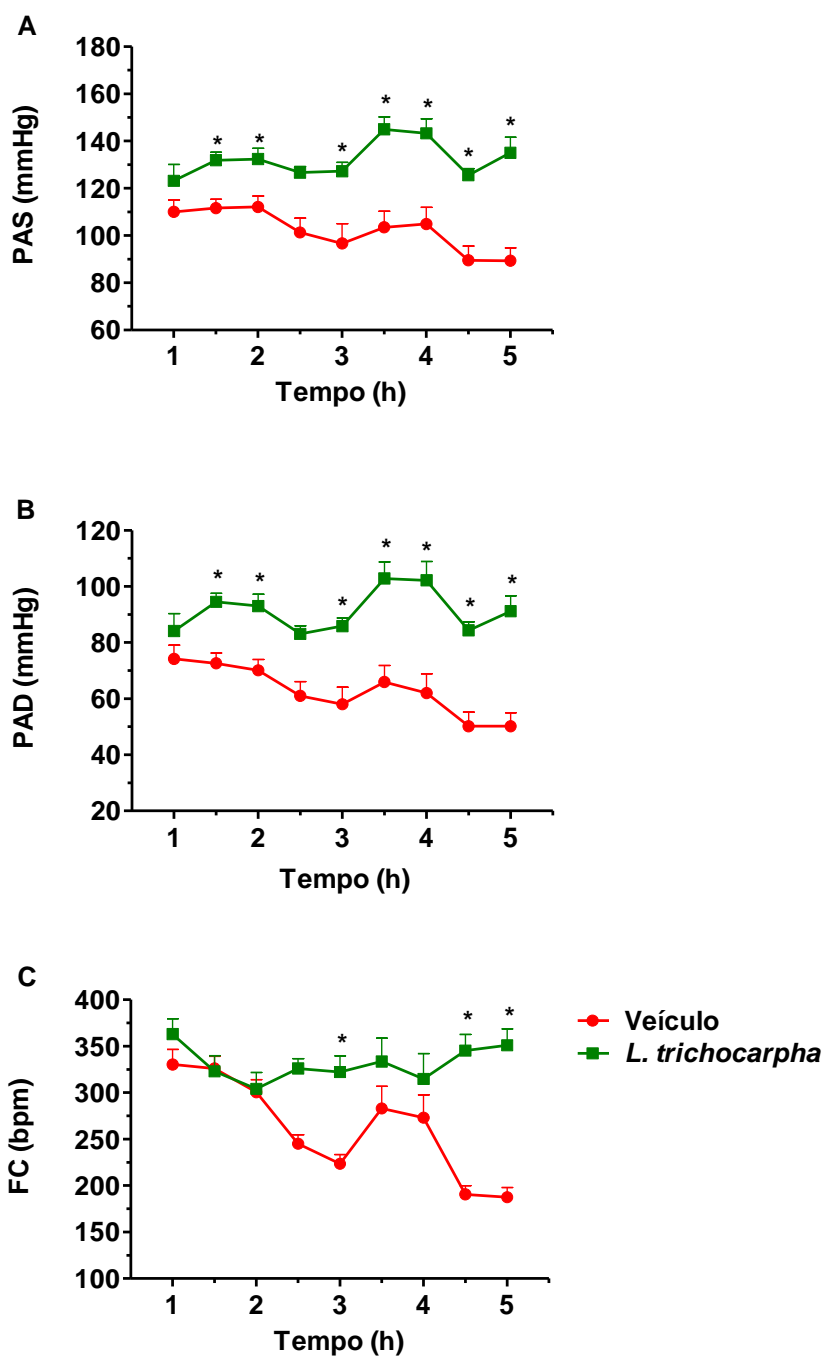 A
180
160
140
120
100
80
60
PAS (mmHg)
* * * * * * *
1 2 3 4 5
Tempo (h)
B
120
100
80
60
40
20
PAD (mmHg)
* * * * * * *
1 2 3 4 5
Tempo (h)
C
400
350
300
250
200
150
100
FC (bpm)
* * *
1 2 3 4 5
Tempo (h)
Veículo
L. trichocarpha